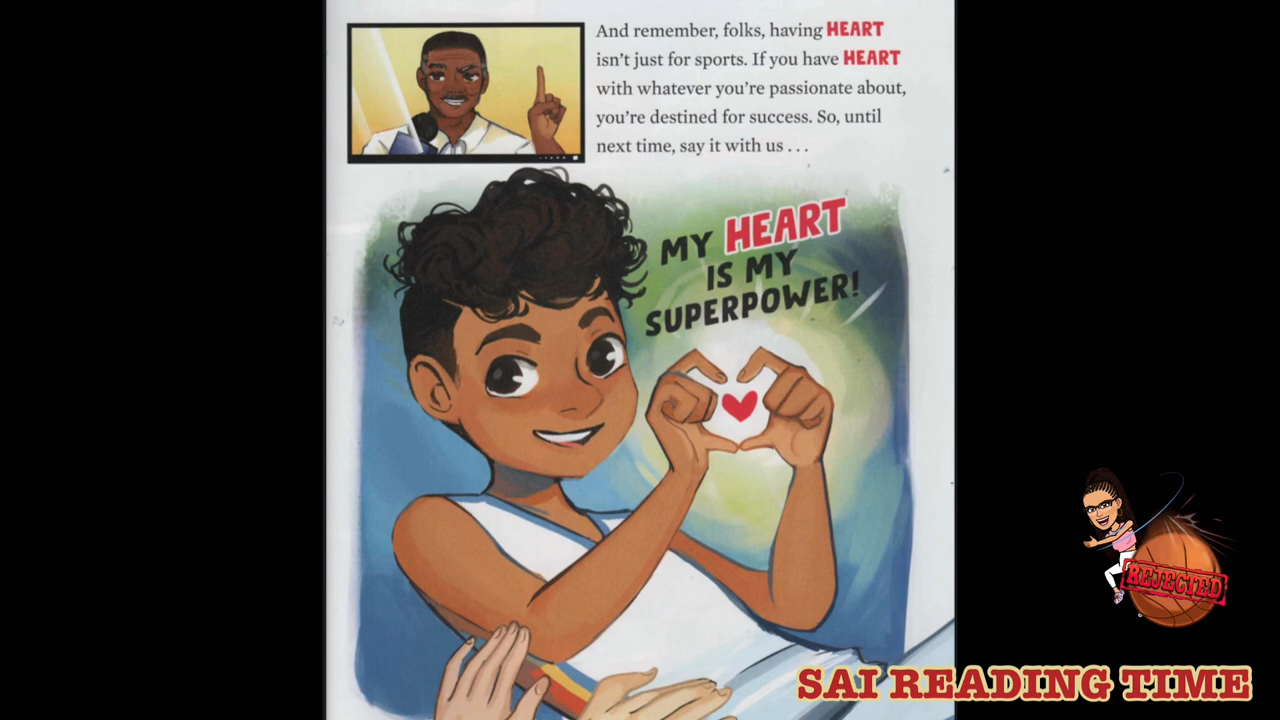 And remember, folks, having HEART
isn't just for sports. If you have HEART
with whatever you're passionate about,
you're destined for success. So, until
next time, say it with us . . .
MY HEART
IS MY
SUPERPOWER!
REJECTED
SAI READING TIME